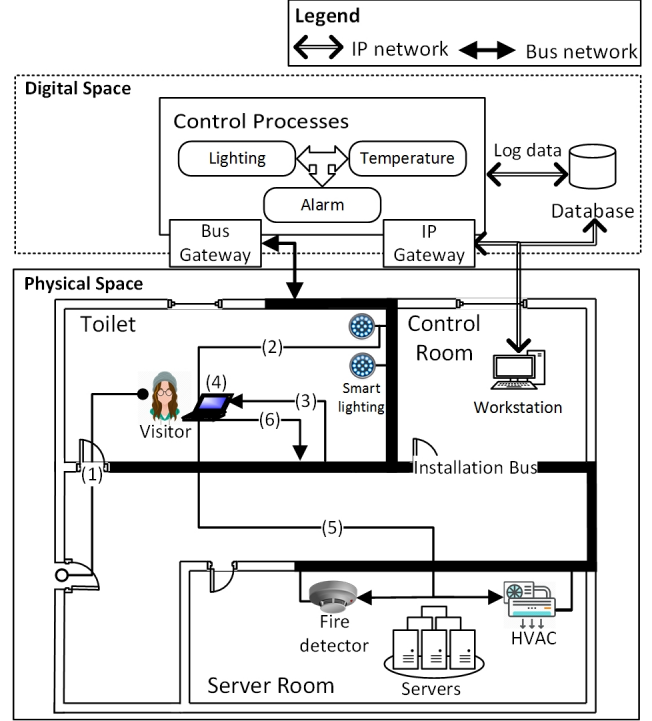 Legend
IP network
Bus network
Digital Space
Control Processes
Lighting
Temperature
Alarm
Log data
Database
Bus
Gateway
IP
Gateway
Physical Space
Toilet
Control
Room
(2)
(4)
Smart
lighting
(3)
(6)
Visitor
Workstation
(1)
Installation Bus
(5)
Fire
detector
HVAC
Servers
Server Room